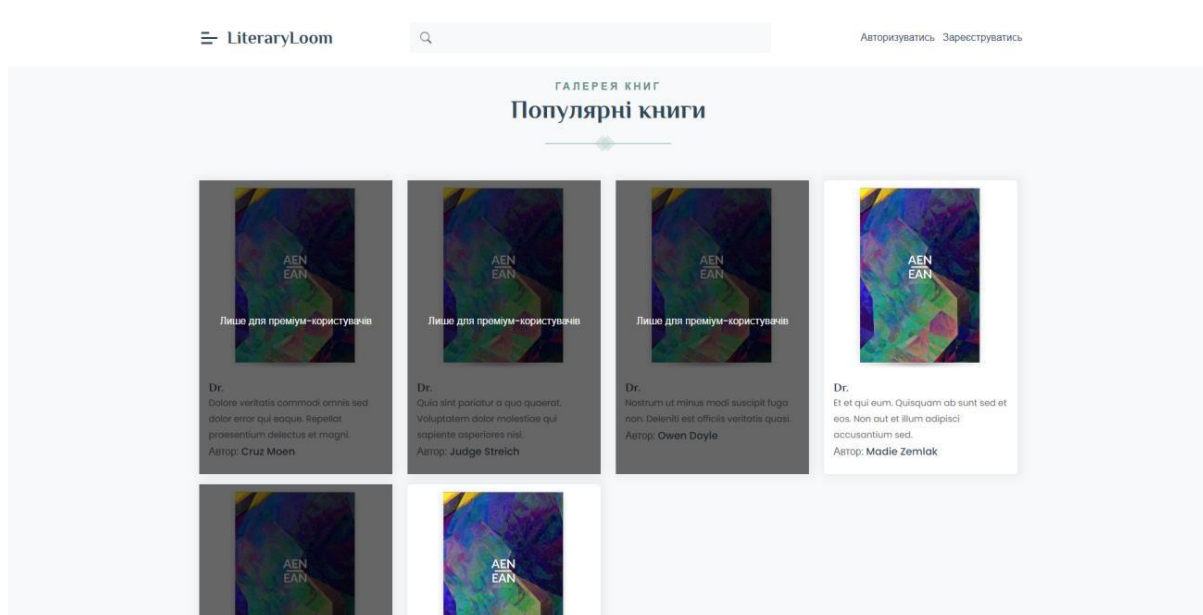 LiteraryLoom
Авторизуватись Зареєструватись
ГАЛЕРЕЯ КНИГ
Популярні книги
AEN
EAN
Лише для преміум-користувачів
Dr.
Dolore veritatis commodi omnis sed
dolor error qui eaque. Repellat
praesentium delectus et magni.
Автор: Cruz Moen
AEN
EAN
Лише для преміум-користувачів
Dr.
Quia sint pariatur a quo quaerat.
Voluptatem dolor molestiae qui
sapiente asperiores nisi.
Автор: Judge Streich
AEN
EAN
Лише для преміум-користувачів
Dr.
Nostrum ut minus modi suscipit fuga
non. Deleniti est officiis veritatis quasi.
Автор: Owen Doyle
AEN
EAN
Dr.
Et et qui eum. Quisquam ab sunt sed et
eos. Non aut et illum adipisci
accusantium sed.
Автор: Madie Zemlak
AEN
EAN
AEN
EAN